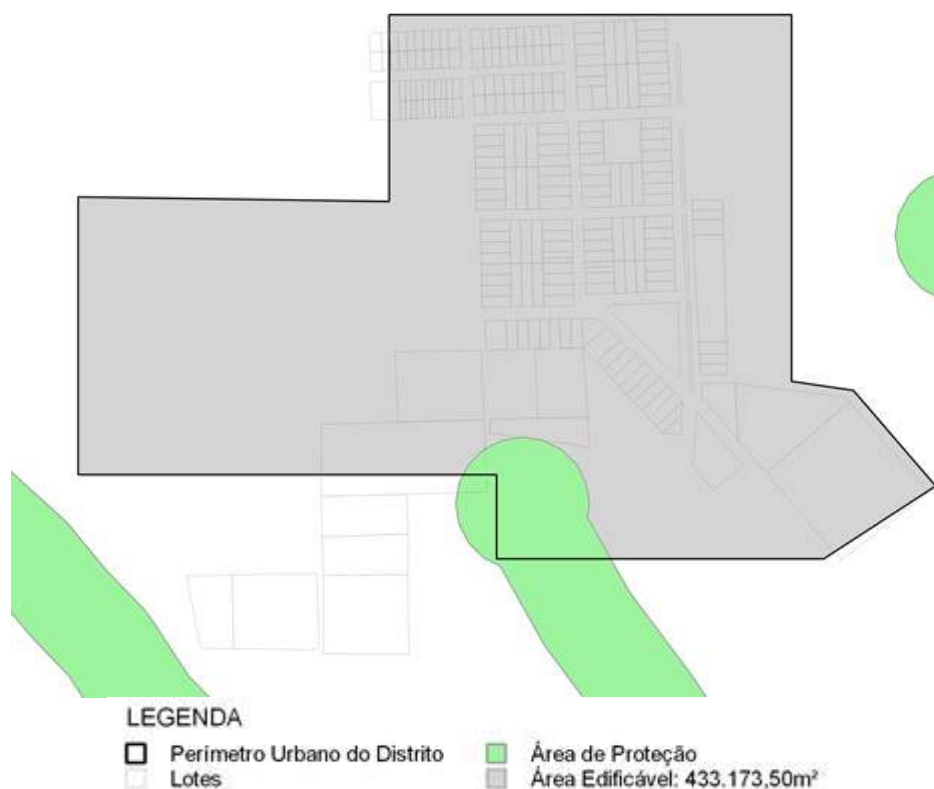 LEGENDA
Perímetro Urbano do Distrito
Lotes
Área de Proteção
Área Edificável: 433.173,50m²